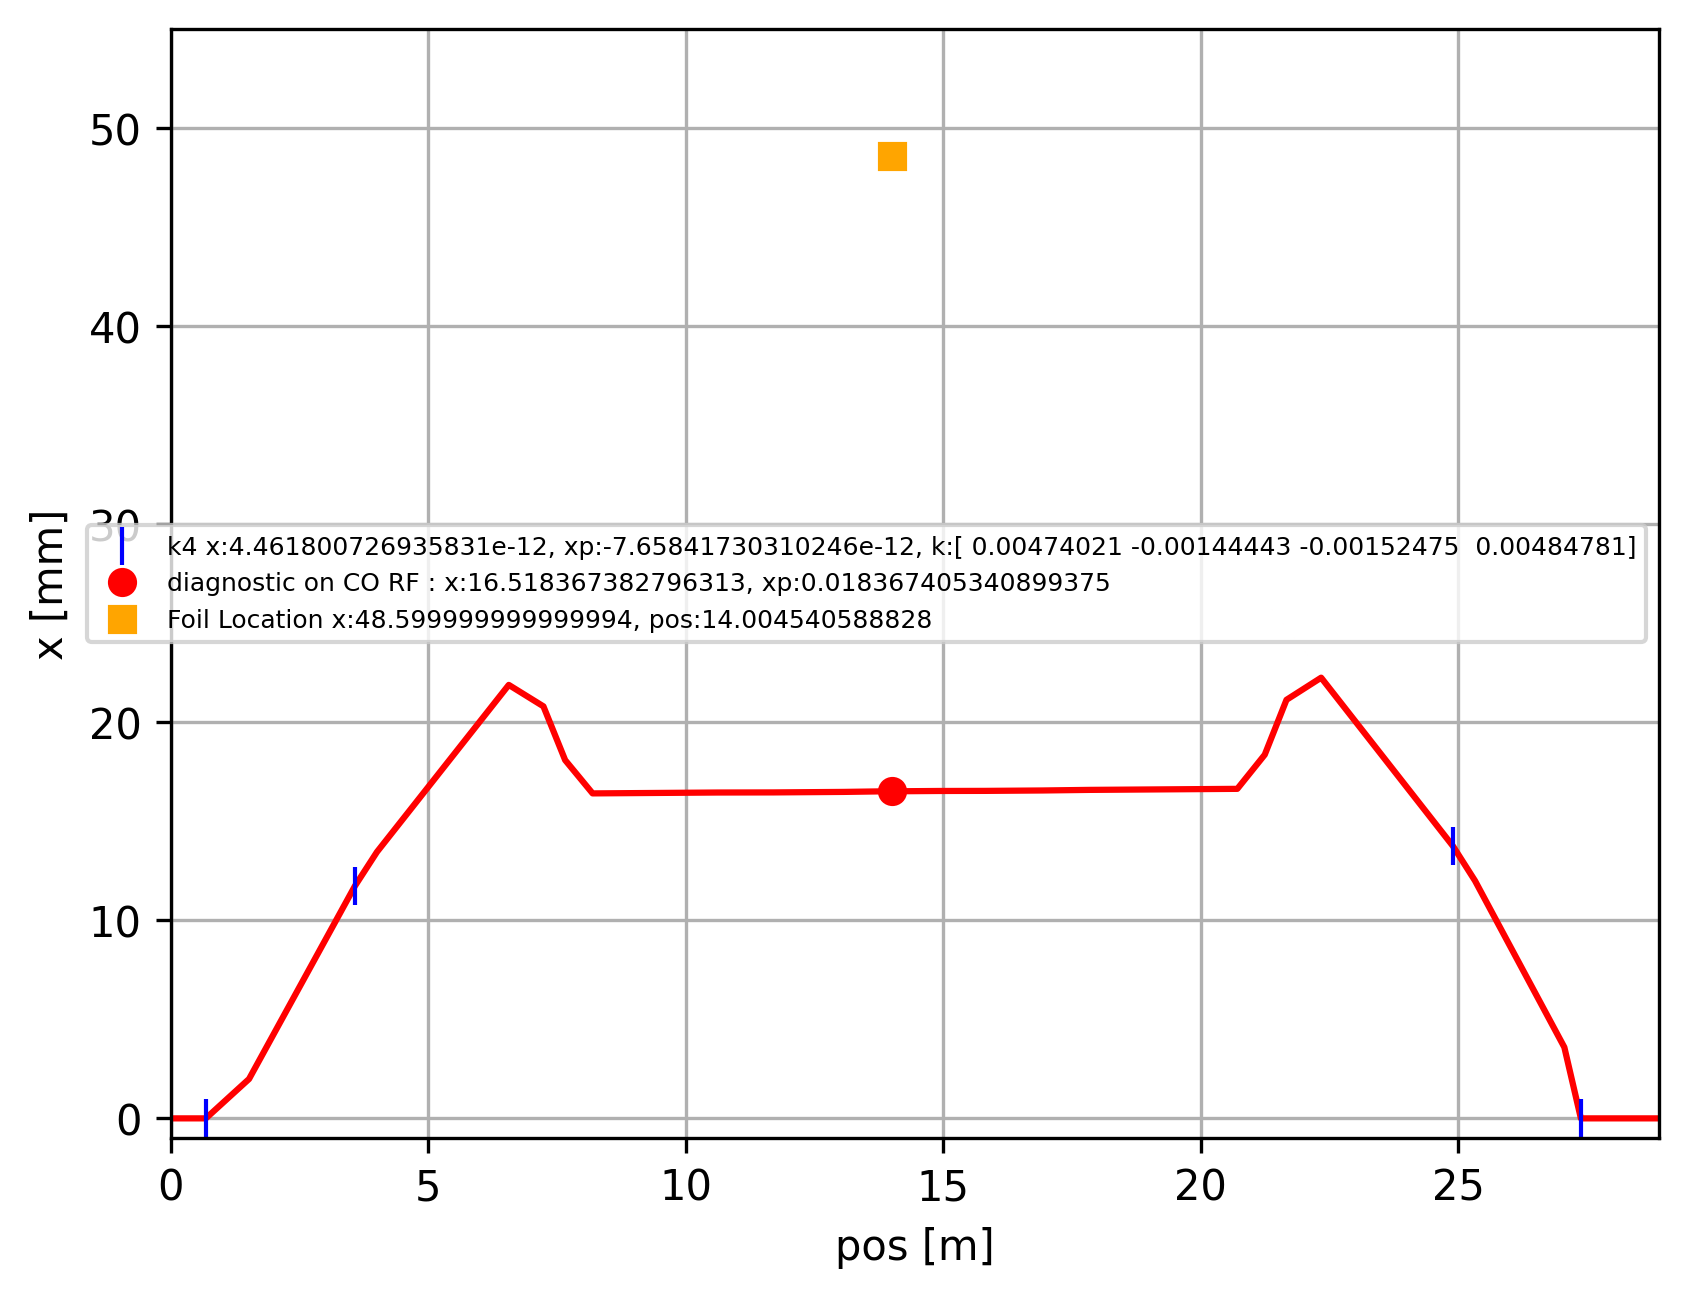 50
40
30
20
10
0
x [mm]
k4 x:4.461800726935831e-12, xp:-7.65841730310246e-12, k:[ 0.00474021 -0.00144443 -0.00152475  0.00484781]
diagnostic on CO RF : x:16.518367382796313, xp:0.018367405340899375
Foil Location x:48.599999999999994, pos:14.004540588828
0 5 10 15 20 25
pos [m]